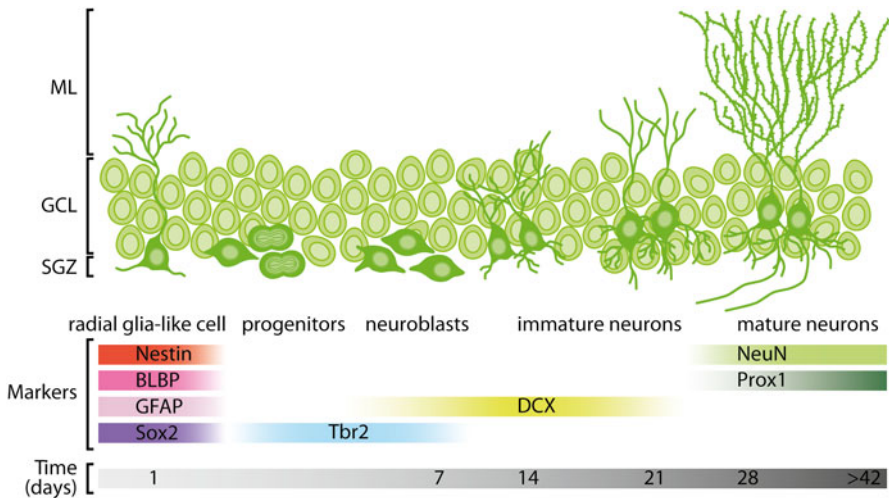 ML
GCL
SGZ
radial glia-like cell progenitors neuroblasts immature neurons mature neurons
Markers
Nestin NeuN
BLBP Prox1
GFAP DCX
Sox2 Tbr2
Time
(days)
1 7 14 21 28 >42